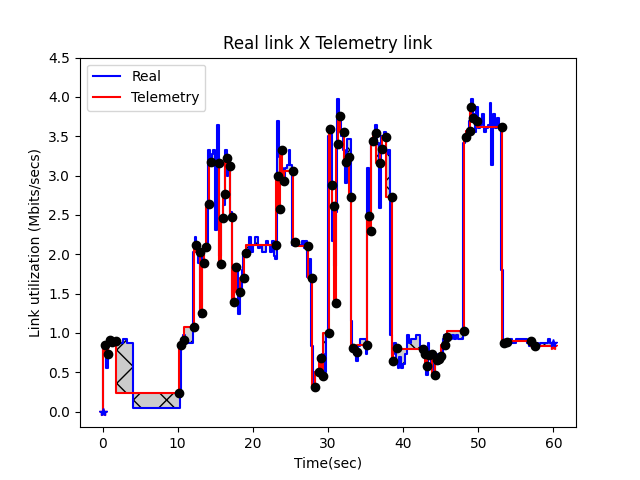 Real link X Telemetry link
Real
Telemetry
Link utilization (Mbits/secs)
4.5
4.0
3.5
3.0
2.5
2.0
1.5
1.0
0.5
0.0
0 10 20 30 40 50 60
Time(sec)